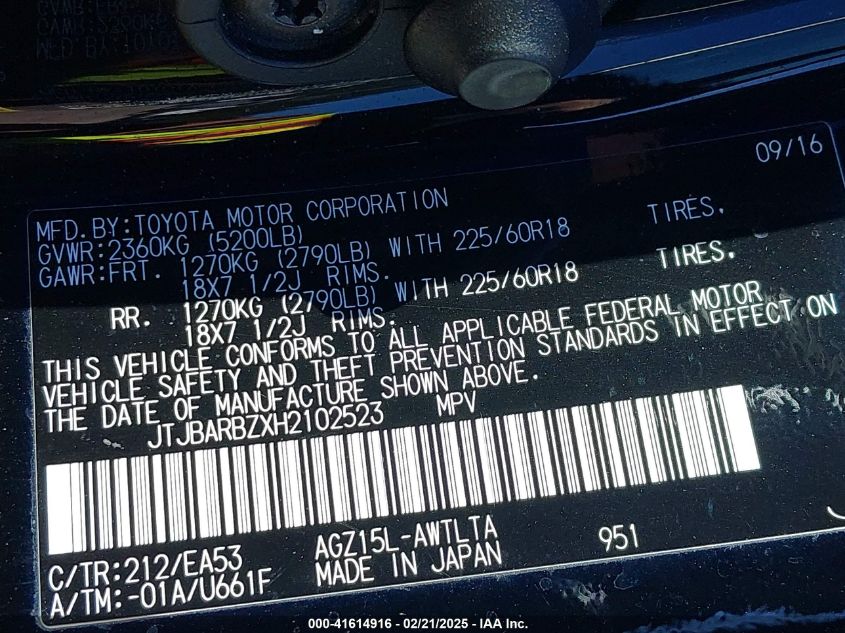 09/16
MFD.BY:TOYOTA MOTOR CORPORATION
GVWR:2360KG (5200LB)
GAWR:FRT. 1270KG (2790LB) WITH 225/60R18 TIRES,
18X7 1/2J RIMS.
RR. 1270KG (2790LB) WITH 225/60R18 TIRES,
18X7 1/2J RIMS.
THIS VEHICLE CONFORMS TO ALL APPLICABLE FEDERAL MOTOR
VEHICLE SAFETY AND THEFT PREVENTION STANDARDS IN EFFECT ON
THE DATE OF MANUFACTURE SHOWN ABOVE.
JTJBARBZXH2102523 MPV
C/TR:212/EA53 AGZ15L-AWTLTA 951
A/TM:-01A/U661F MADE IN JAPAN
000-41614916 - 02/21/2025 - IAA Inc.